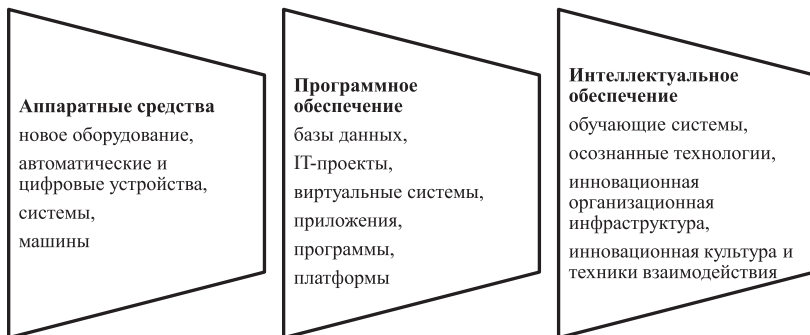 Аппаратные средства
новое оборудование,
автоматические и
цифровые устройства,
системы,
машины
Программное
обеспечение
базы данных,
IT-проекты,
виртуальные системы,
приложения,
программы,
платформы
Интеллектуальное
обеспечение
обучающие системы,
осознанные технологии,
инновационная
организационная
инфраструктура,
инновационная культура и
техники взаимодействия